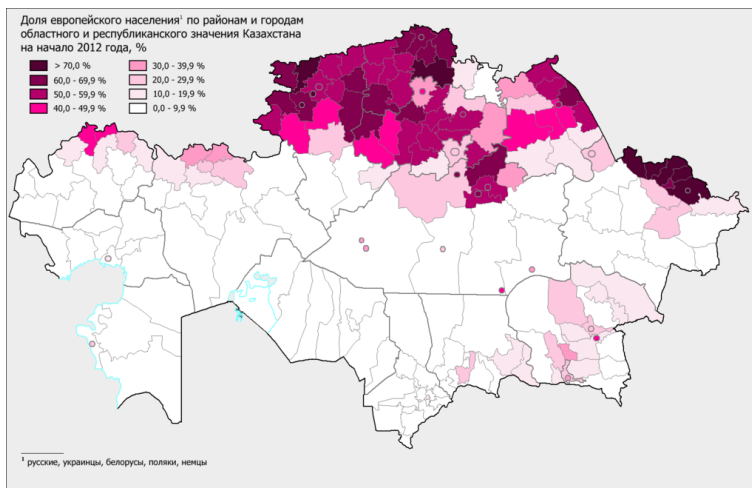 Доля европейского населения¹ по районам и городам
областного и республиканского значения Казахстана
на начало 2012 года, %
> 70,0 %
30,0 - 39,9 %
60,0 - 69,9 %
20,0 - 29,9 %
50,0 - 59,9 %
10,0 - 19,9 %
40,0 - 49,9 %
0,0 - 9,9 %
¹ русские, украинцы, белорусы, поляки, немцы